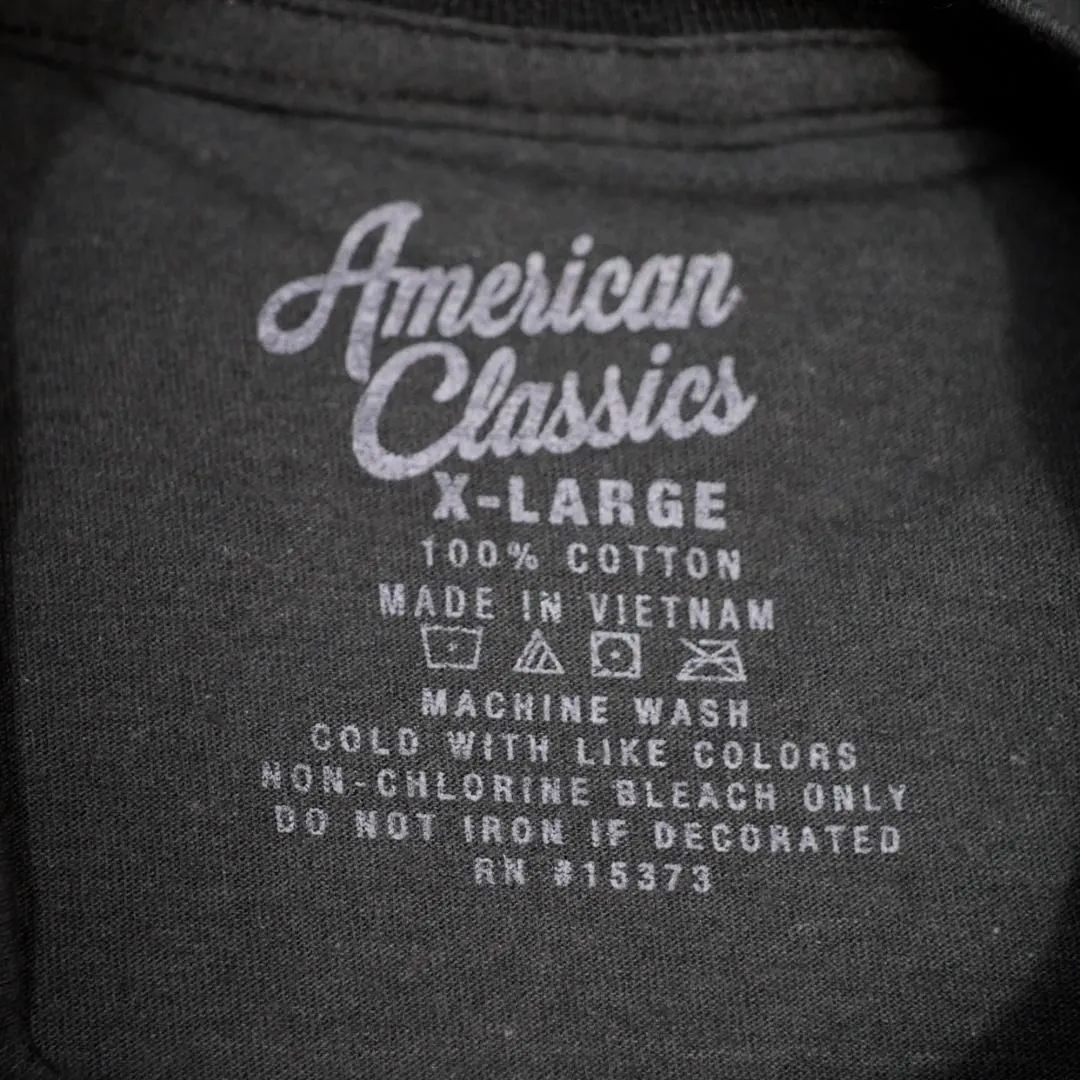 American
Classics
X-LARGE
100% COTTON
MADE IN VIETNAM
MACHINE WASH
COLD WITH LIKE COLORS
NON-CHLORINE BLEACH ONLY
DO NOT IRON IF DECORATED
RN #15373